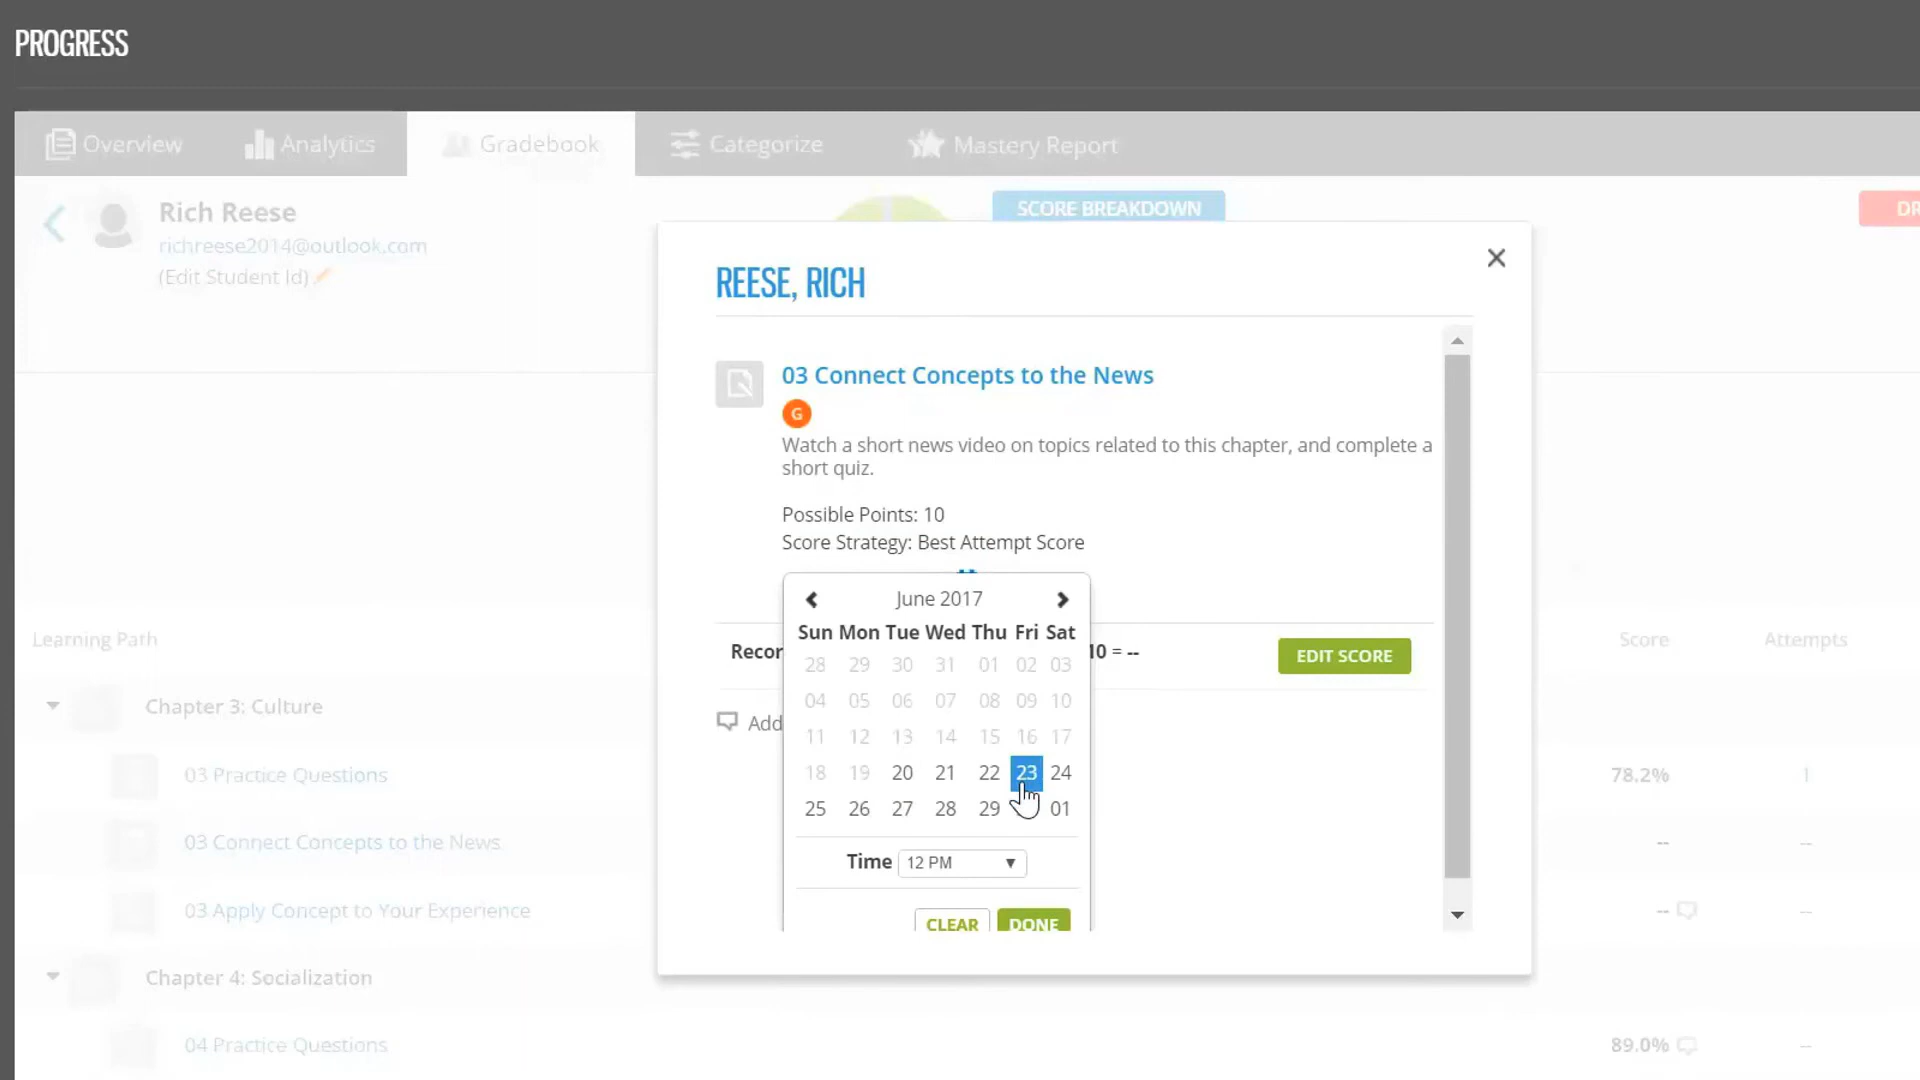 PROGRESS
Overview
Analytics
Gradebook
Categorize
Mastery Report
Rich Reese
richreese2014@outlook.com
(Edit Student Id)
SCORE BREAKDOWN
DR
REESE, RICH
03 Connect Concepts to the News
G
Watch a short news video on topics related to this chapter, and complete a
short quiz.
Possible Points: 10
Score Strategy: Best Attempt Score
June 2017
Sun Mon Tue Wed Thu Fri Sat
28 29 30 31 01 02 03
04 05 06 07 08 09 10
11 12 13 14 15 16 17
18 19 20 21 22 23 24
25 26 27 28 29 01
Time 12 PM
CLEAR DONE
Recor 10 = --
EDIT SCORE
Add
Learning Path Score Attempts
Chapter 3: Culture
03 Practice Questions 78.2% 1
03 Connect Concepts to the News -- --
03 Apply Concept to Your Experience -- --
Chapter 4: Socialization
04 Practice Questions 89.0% --